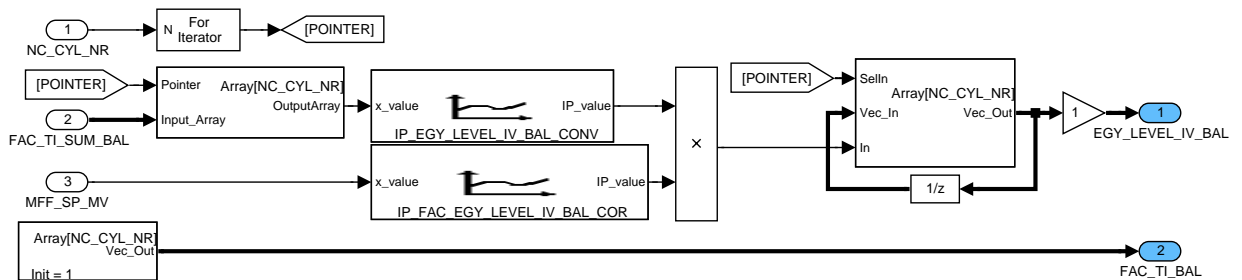 1
NC_CYL_NR
N
For
Iterator
[POINTER]
[POINTER]
2
FAC_TI_SUM_BAL
Pointer
Array[NC_CYL_NR]
OutputArray
Input_Array
x_value
IP_value
IP_EGY_LEVEL_IV_BAL_CONV
3
MFF_SP_MV
x_value
IP_value
IP_FAC_EGY_LEVEL_IV_BAL_COR
×
[POINTER]
SelIn
Array[NC_CYL_NR]
Vec_In
Vec_Out
In
1/z
1
1
EGY_LEVEL_IV_BAL
Array[NC_CYL_NR]
Vec_Out
Init = 1
2
FAC_TI_BAL